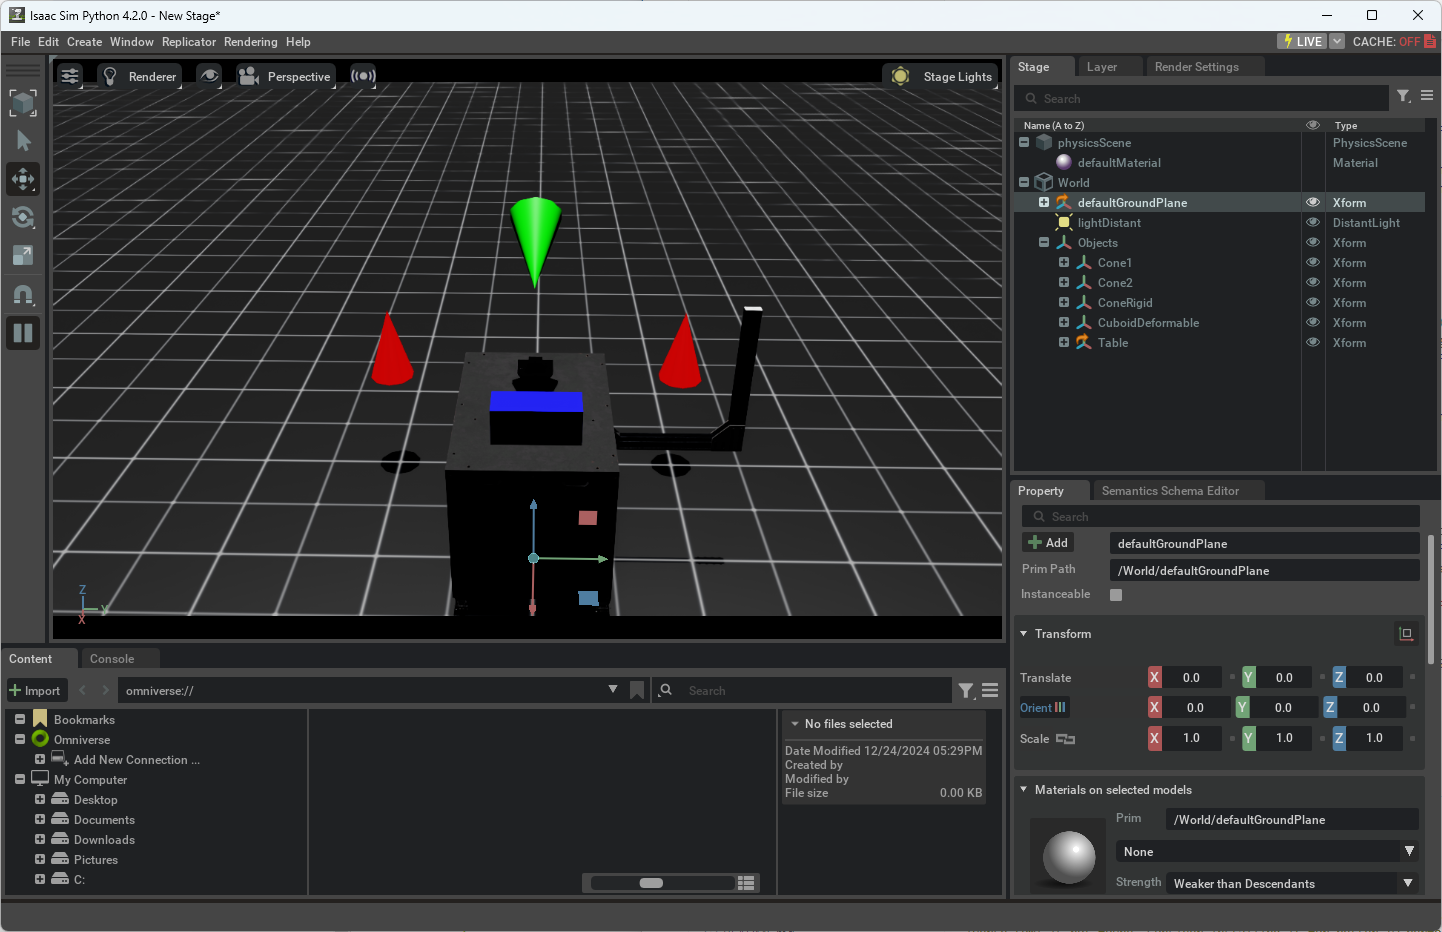 Isaac Sim Python 4.2.0 - New Stage*
File Edit Create Window Replicator Rendering Help
LIVE CACHE: OFF
Renderer Perspective Stage Lights
Z
Y
X
Stage Layer Render Settings
Search
Name (A to Z) Type
physicsScene PhysicsScene
defaultMaterial Material
World
defaultGroundPlane Xform
lightDistant DistantLight
Objects Xform
Cone1 Xform
Cone2 Xform
ConeRigid Xform
CuboidDeformable Xform
Table Xform
Property Semantics Schema Editor
Search
Add defaultGroundPlane
Prim Path /World/defaultGroundPlane
Instanceable
Transform
Translate X 0.0 Y 0.0 Z 0.0
Orient X 0.0 Y 0.0 Z 0.0
Scale X 1.0 Y 1.0 Z 1.0
Materials on selected models
Prim /World/defaultGroundPlane
None
Strength Weaker than Descendants
Content Console
Import omniverse:// Search
Bookmarks
Omniverse
Add New Connection ...
My Computer
Desktop
Documents
Downloads
Pictures
C:
No files selected
Date Modified 12/24/2024 05:29PM
Created by
Modified by
File size 0.00 KB